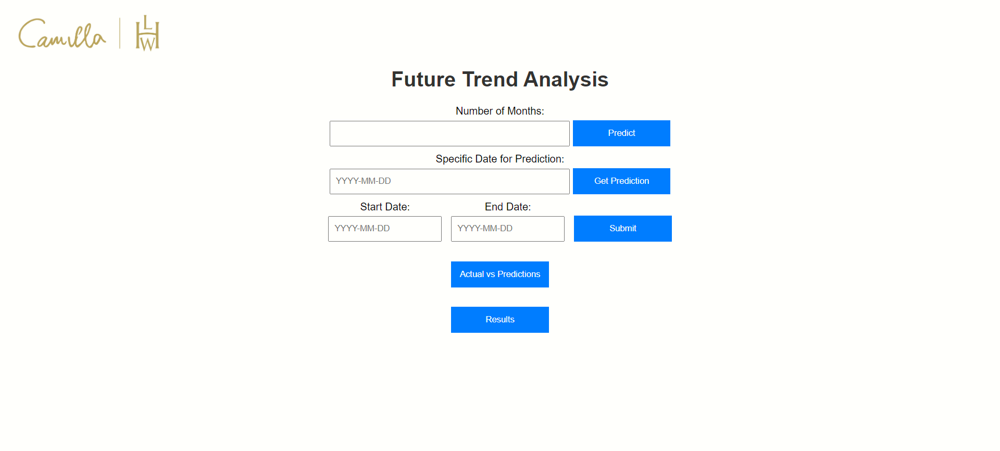 Camilla | LHW
Future Trend Analysis
Number of Months:
Predict
Specific Date for Prediction:
YYYY-MM-DD Get Prediction
Start Date: End Date:
YYYY-MM-DD YYYY-MM-DD Submit
Actual vs Predictions
Results